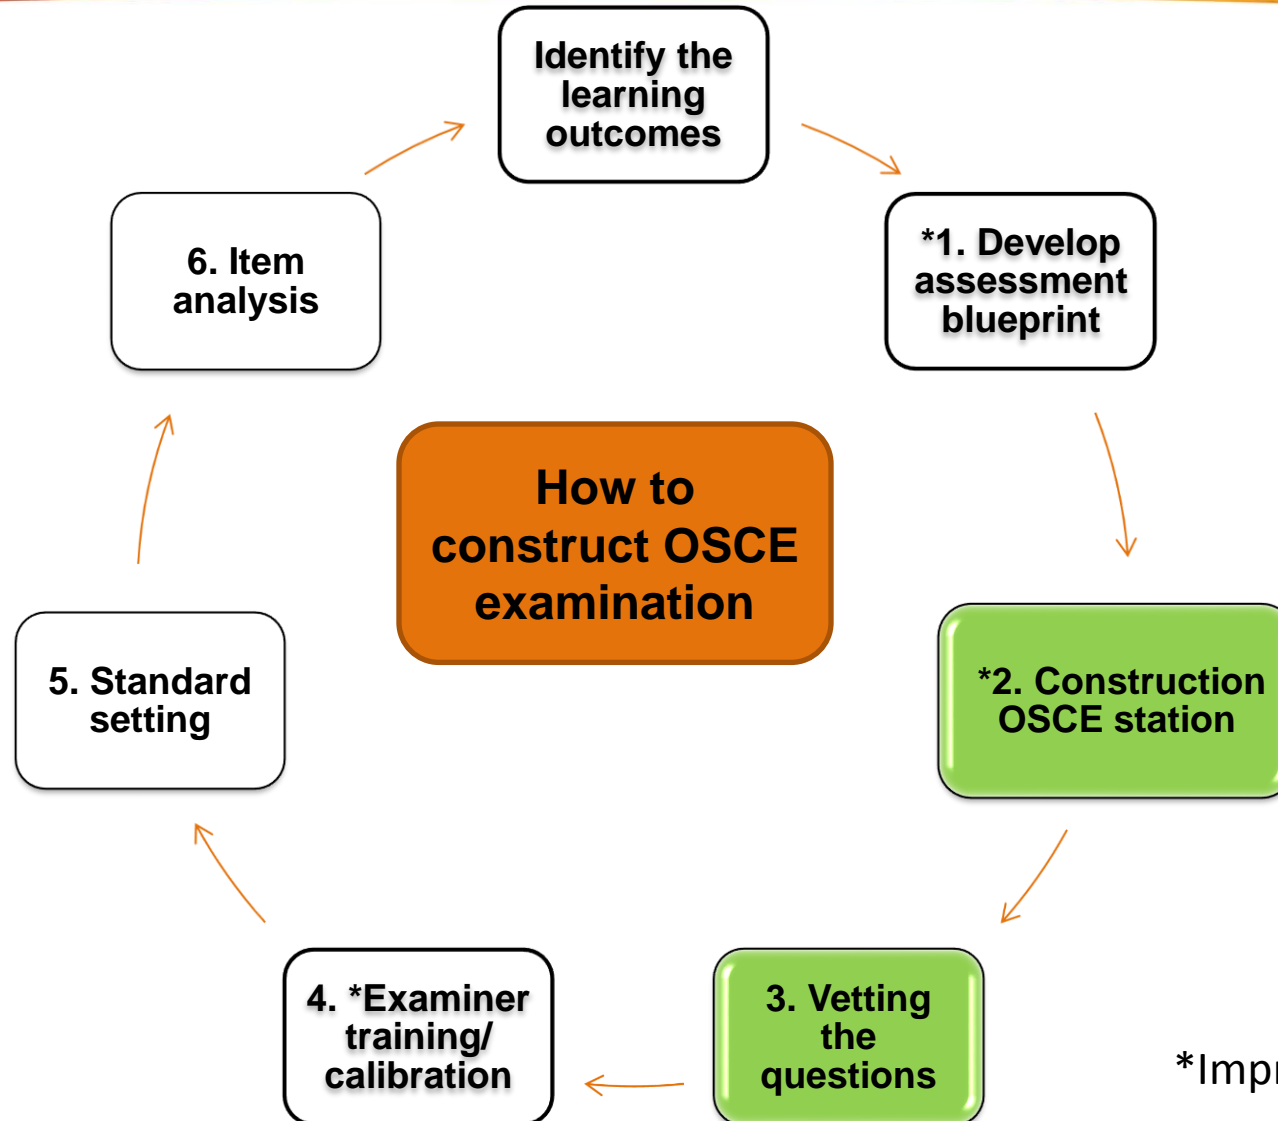 Identify the
learning
outcomes
*1. Develop
assessment
blueprint
*2. Construction
OSCE station
3. Vetting
the
questions
4. *Examiner
training/
calibration
5. Standard
setting
6. Item
analysis
How to
construct OSCE
examination